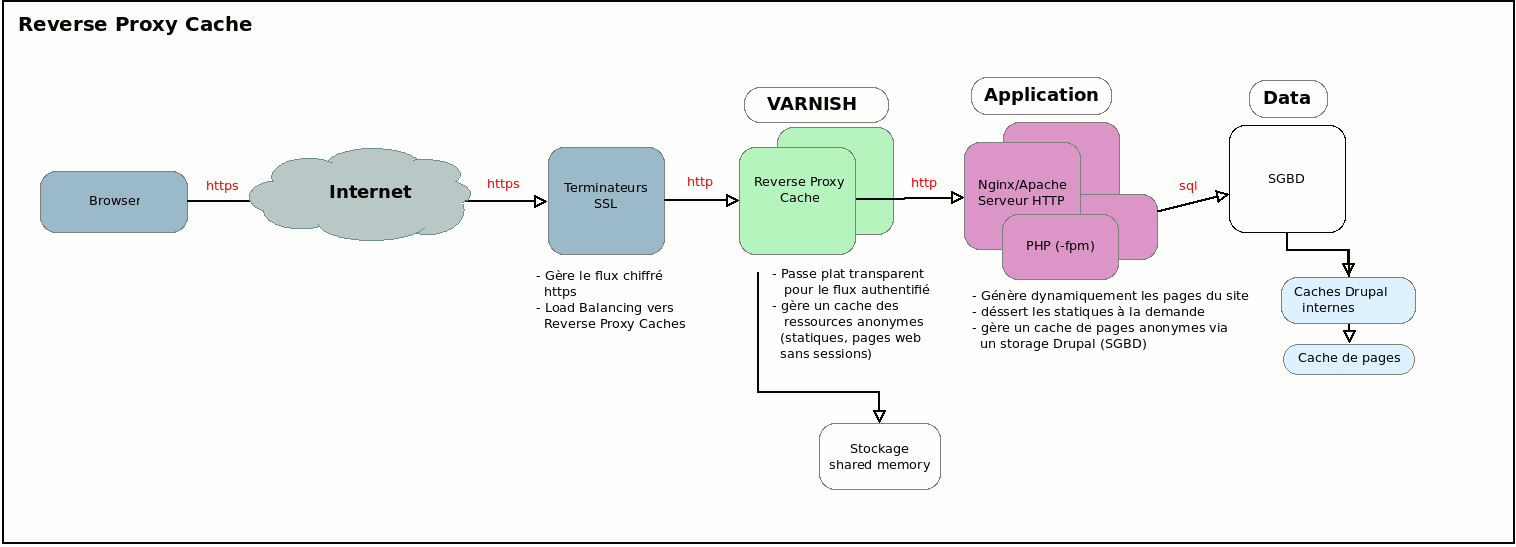 Reverse Proxy Cache
VARNISH
Application
Data
Browser
https
Internet
https
Terminateurs
SSL
http
Reverse Proxy
Cache
http
Nginx/Apache
Serveur HTTP
PHP (-fpm)
sql
SGBD
- Gère le flux chiffré
https
- Load Balancing vers
Reverse Proxy Caches
- Passe plat transparent
pour le flux authentifié
- gère un cache des
ressources anonymes
(statiques, pages web
sans sessions)
- Génère dynamiquement les pages du site
- déssert les statiques à la demande
- gère un cache de pages anonymes via
un storage Drupal (SGBD)
Caches Drupal
internes
Cache de pages
Stockage
shared memory